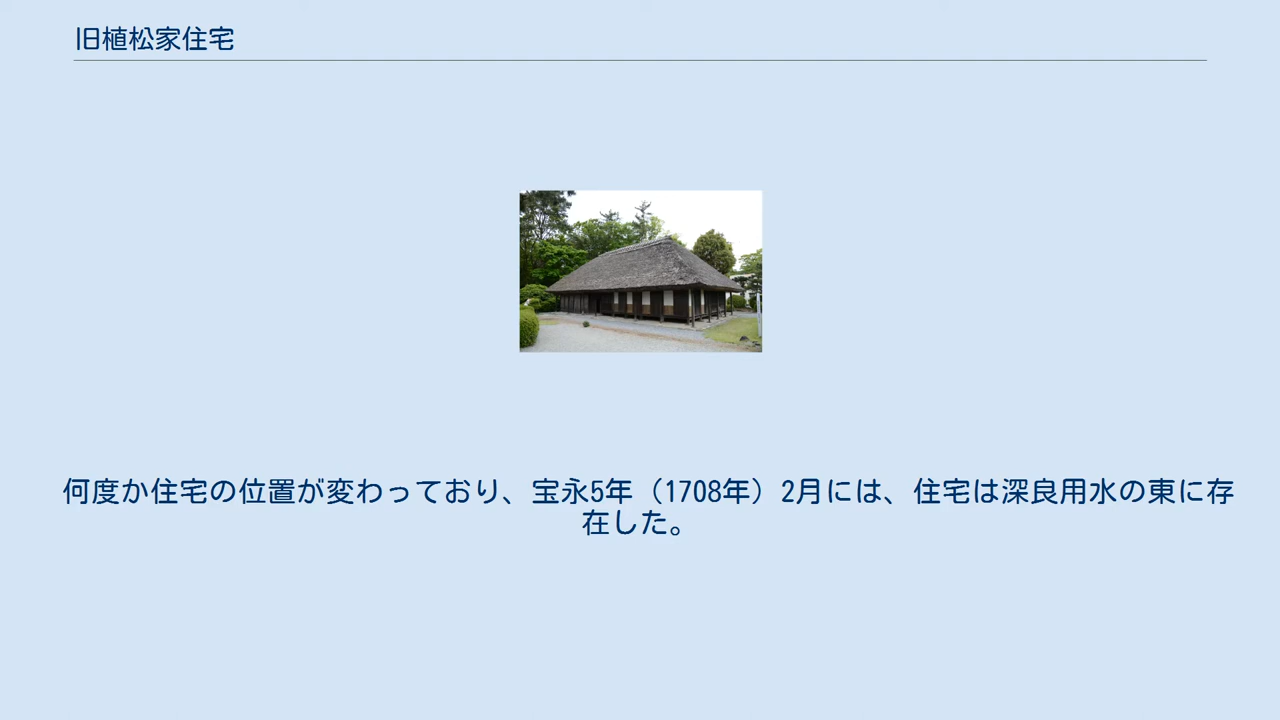 旧植松家住宅
何度か住宅の位置が変わっており、宝永5年（1708年）2月には、住宅は深良用水の東に存
在した。